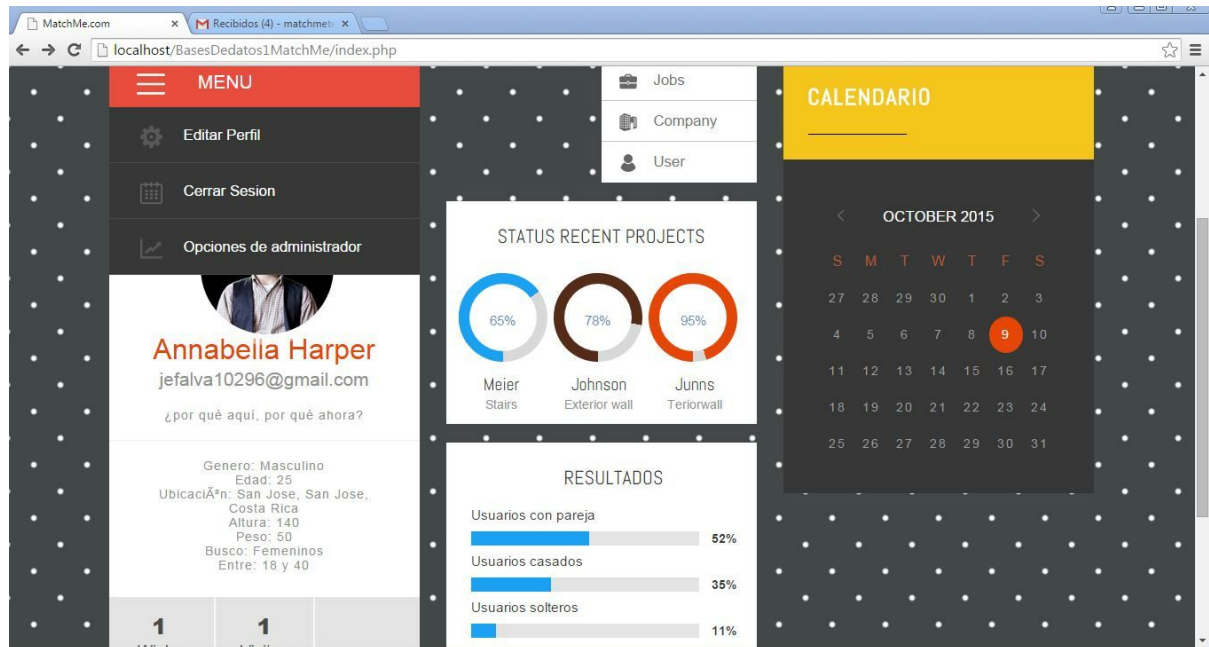 MatchMe.com
Recibidos (4) - matchmetr
localhost/BasesDedatos1MatchMe/index.php
MENU
Editar Perfil
Cerrar Sesion
Opciones de administrador
Annabella Harper
jefalva10296@gmail.com
¿por qué aquí, por qué ahora?
Genero: Masculino
Edad: 25
UbicaciÃªn: San Jose, San Jose,
Costa Rica
Altura: 140
Peso: 50
Busco: Femeninos
Entre: 18 y 40
1 1
Jobs
Company
User
STATUS RECENT PROJECTS
65% 78% 95%
Meier Johnson Junns
Stairs Exterior wall Teriorwall
RESULTADOS
Usuarios con pareja
52%
Usuarios casados
35%
Usuarios solteros
11%
CALENDARIO
OCTOBER 2015
S M T W T F S
27 28 29 30 1 2 3
4 5 6 7 8 9 10
11 12 13 14 15 16 17
18 19 20 21 22 23 24
25 26 27 28 29 30 31